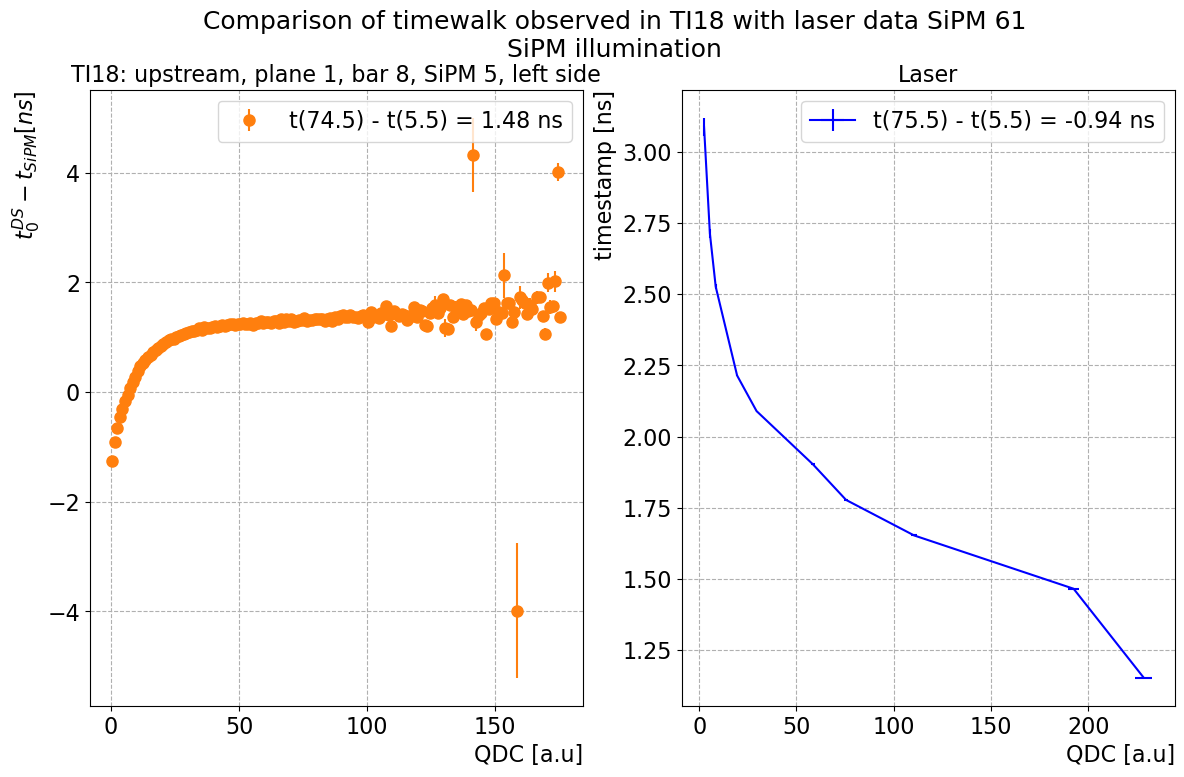 Comparison of timewalk observed in TI18 with laser data SiPM 61
SiPM illumination
TI18: upstream, plane 1, bar 8, SiPM 5, left side
t(74.5) - t(5.5) = 1.48 ns
t₀ᴰˢ − t_SiPM[ns]
4
2
0
−2
−4
0 50 100 150
QDC [a.u]
Laser
t(75.5) - t(5.5) = -0.94 ns
timestamp [ns]
3.00
2.75
2.50
2.25
2.00
1.75
1.50
1.25
0 50 100 150 200
QDC [a.u]